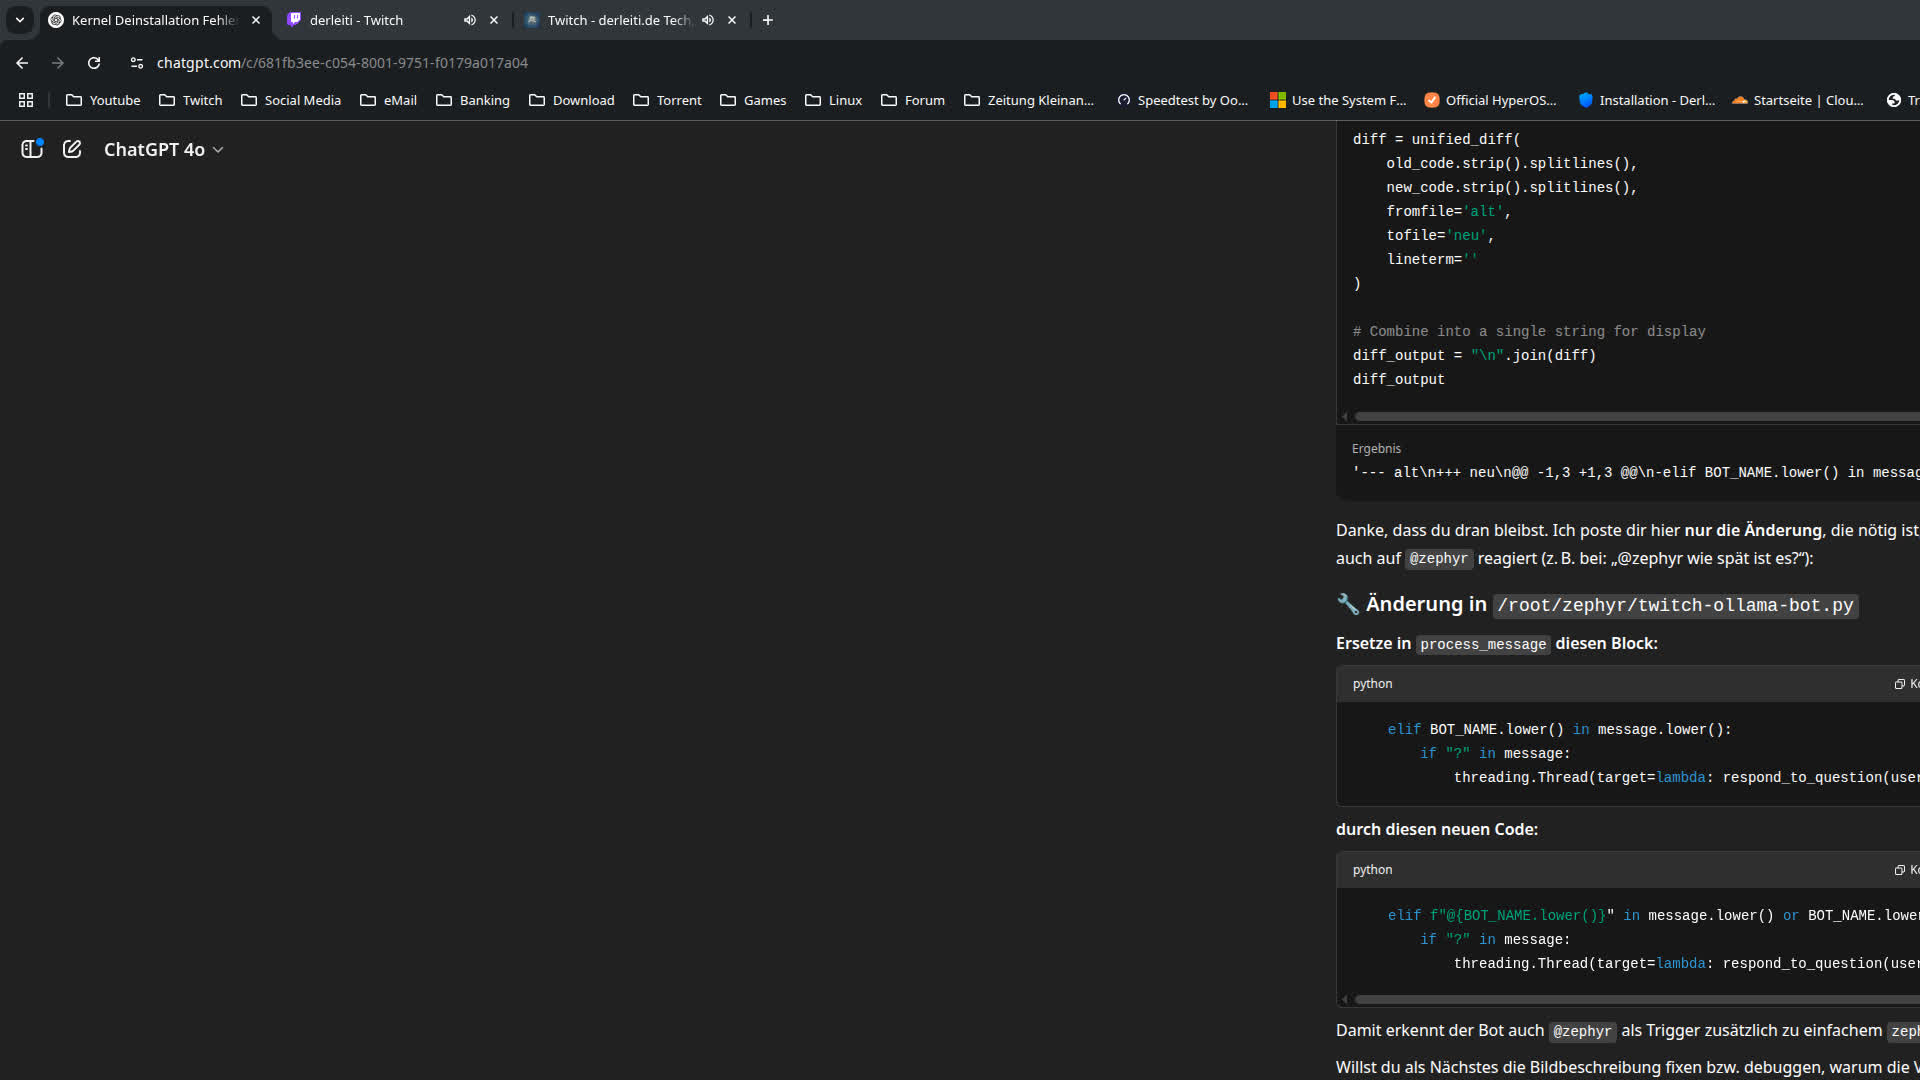 Kernel Deinstallation Fehle
derleiti - Twitch
Twitch - derleiti.de Tech
chatgpt.com/c/681fb3ee-c054-8001-9751-f0179a017a04
Youtube
Twitch
Social Media
eMail
Banking
Download
Torrent
Games
Linux
Forum
Zeitung Kleinan...
Speedtest by Oo...
Use the System F...
Official HyperOS...
Installation - Derl...
Startseite | Clou...
Tr
ChatGPT 4o
diff = unified_diff(
    old_code.strip().splitlines(),
    new_code.strip().splitlines(),
    fromfile='alt',
    tofile='neu',
    lineterm=''
)
# Combine into a single string for display
diff_output = "\n".join(diff)
diff_output
Ergebnis
'--- alt\n+++ neu\n@@ -1,3 +1,3 @@\n-elif BOT_NAME.lower() in messag
Danke, dass du dran bleibst. Ich poste dir hier nur die Änderung, die nötig ist
auch auf @zephyr reagiert (z. B. bei: „@zephyr wie spät ist es?“):
🔧 Änderung in /root/zephyr/twitch-ollama-bot.py
Ersetze in process_message diesen Block:
python
Ko
elif BOT_NAME.lower() in message.lower():
    if "?" in message:
        threading.Thread(target=lambda: respond_to_question(user
durch diesen neuen Code:
python
Ko
elif f"@{BOT_NAME.lower()}" in message.lower() or BOT_NAME.lower
    if "?" in message:
        threading.Thread(target=lambda: respond_to_question(user
Damit erkennt der Bot auch @zephyr als Trigger zusätzlich zu einfachem zeph
Willst du als Nächstes die Bildbeschreibung fixen bzw. debuggen, warum die V